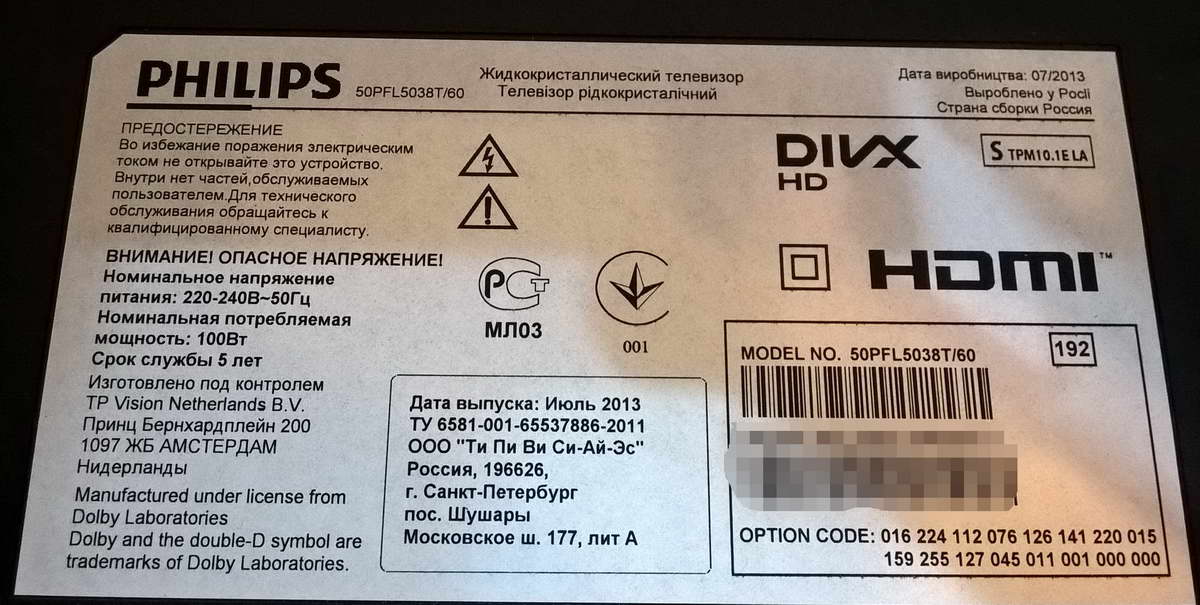 PHILIPS 50PFL5038T/60
Жидкокристаллический телевизор
Телевізор рідкокристалічний
Дата виробництва: 07/2013
Вырoблено у Росії
Страна сборки Россия
ПРЕДОСТЕРЕЖЕНИЕ
Во избежание поражения электрическим
током не открывайте это устройство.
Внутри нет частей,обслуживаемых
пользователем.Для технического
обслуживания обращайтесь к
квалифицированному специалисту.
DIVX
HD
S TPM10.1E LA
ВНИМАНИЕ! ОПАСНОЕ НАПРЯЖЕНИЕ!
Номинальное напряжение
питания: 220-240В~50Гц
Номинальная потребляемая
мощность: 100Вт
Срок службы 5 лет
РСТ
МЛ03
001
HDMI™
Изготовлено под контролем
TP Vision Netherlands B.V.
Принц Бернхардплейн 200
1097 ЖБ АМСТЕРДАМ
Нидерланды
Manufactured under license from
Dolby Laboratories
Dolby and the double-D symbol are
trademarks of Dolby Laboratories.
Дата выпуска: Июль 2013
ТУ 6581-001-65537886-2011
ООО "Ти Пи Ви Си-Ай-Эс"
Россия, 196626,
г. Санкт-Петербург
пос. Шушары
Московское ш. 177, лит А
MODEL NO. 50PFL5038T/60
192
OPTION CODE: 016 224 112 076 126 141 220 015
159 255 127 045 011 001 000 000